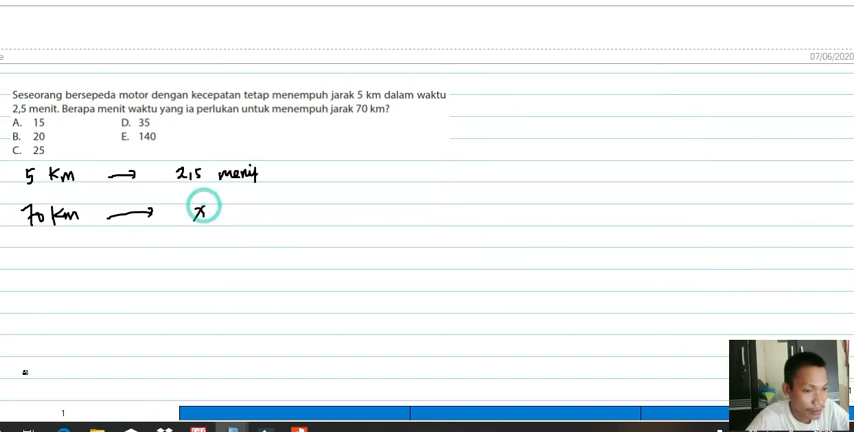 07/06/2020
Seseorang bersepeda motor dengan kecepatan tetap menempuh jarak 5 km dalam waktu
2,5 menit. Berapa menit waktu yang ia perlukan untuk menempuh jarak 70 km?
A. 15 D. 35
B. 20 E. 140
C. 25
5 Km → 2,5 menit
70 Km → x
1